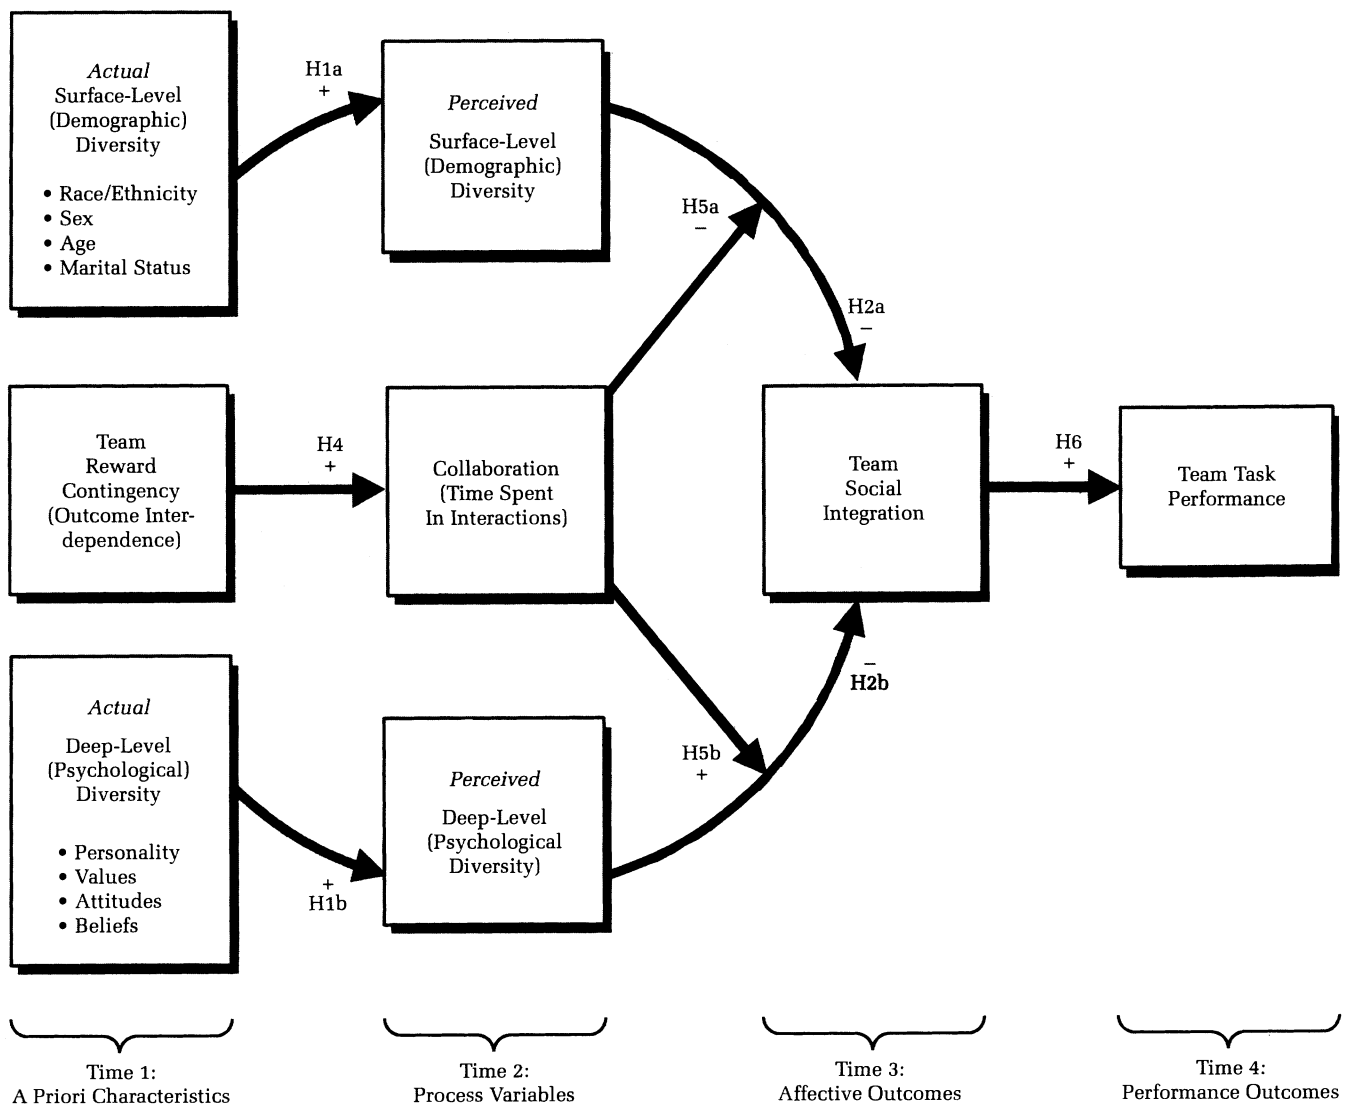 Actual
Surface-Level
(Demographic)
Diversity
• Race/Ethnicity
• Sex
• Age
• Marital Status
H1a
+
Perceived
Surface-Level
(Demographic)
Diversity
H5a
–
H2a
–
Team
Reward
Contingency
(Outcome Inter-
dependence)
H4
+
Collaboration
(Time Spent
In Interactions)
Team
Social
Integration
H6
+
Team Task
Performance
Actual
Deep-Level
(Psychological)
Diversity
• Personality
• Values
• Attitudes
• Beliefs
+
H1b
Perceived
Deep-Level
(Psychological
Diversity)
H5b
+
–
H2b
Time 1:
A Priori Characteristics
Time 2:
Process Variables
Time 3:
Affective Outcomes
Time 4:
Performance Outcomes